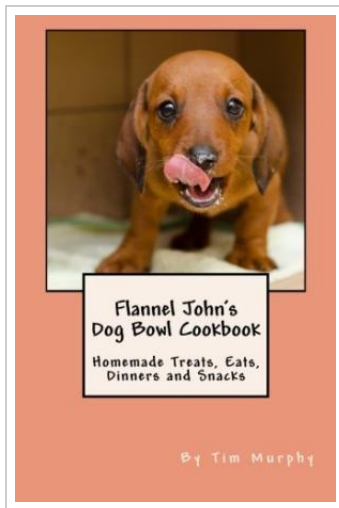 Flannel John's
Dog Bowl Cookbook
Homemade Treats, Eats,
Dinners and Snacks
By Tim Murphy